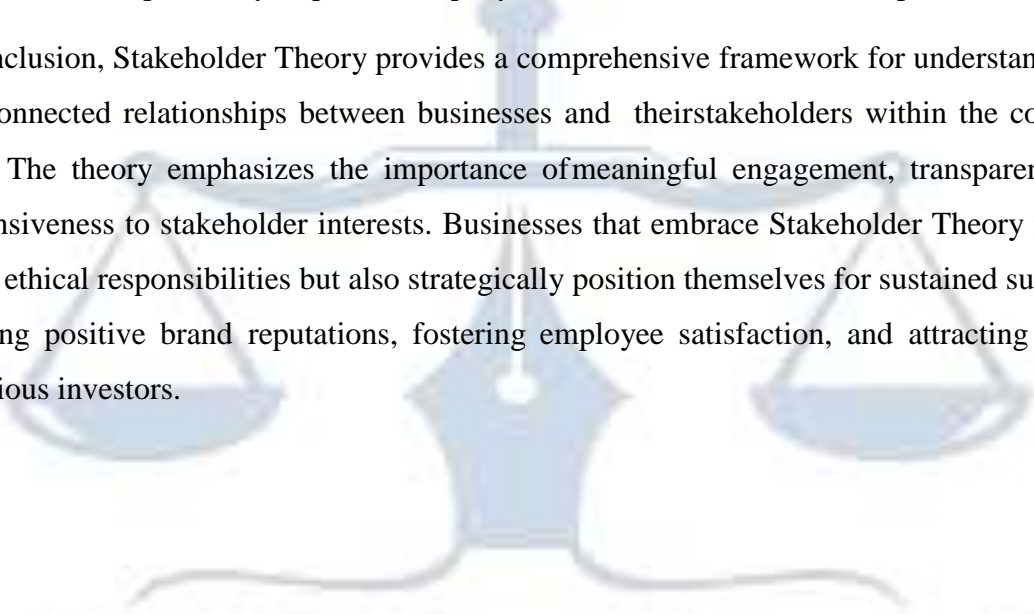 nclusion, Stakeholder Theory provides a comprehensive framework for understan
onnected relationships between businesses and theirstakeholders within the co
The theory emphasizes the importance ofmeaningful engagement, transparen
nsiveness to stakeholder interests. Businesses that embrace Stakeholder Theory
ethical responsibilities but also strategically position themselves for sustained su
ng positive brand reputations, fostering employee satisfaction, and attracting
ious investors.